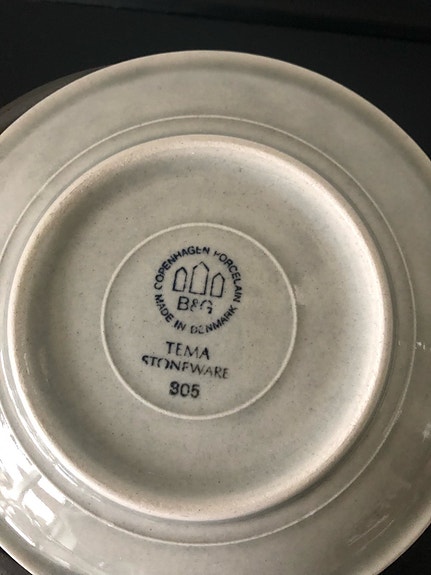 COPENHAGEN PORCELAIN
B&G
MADE IN DENMARK
TEMA
STONEWARE
305